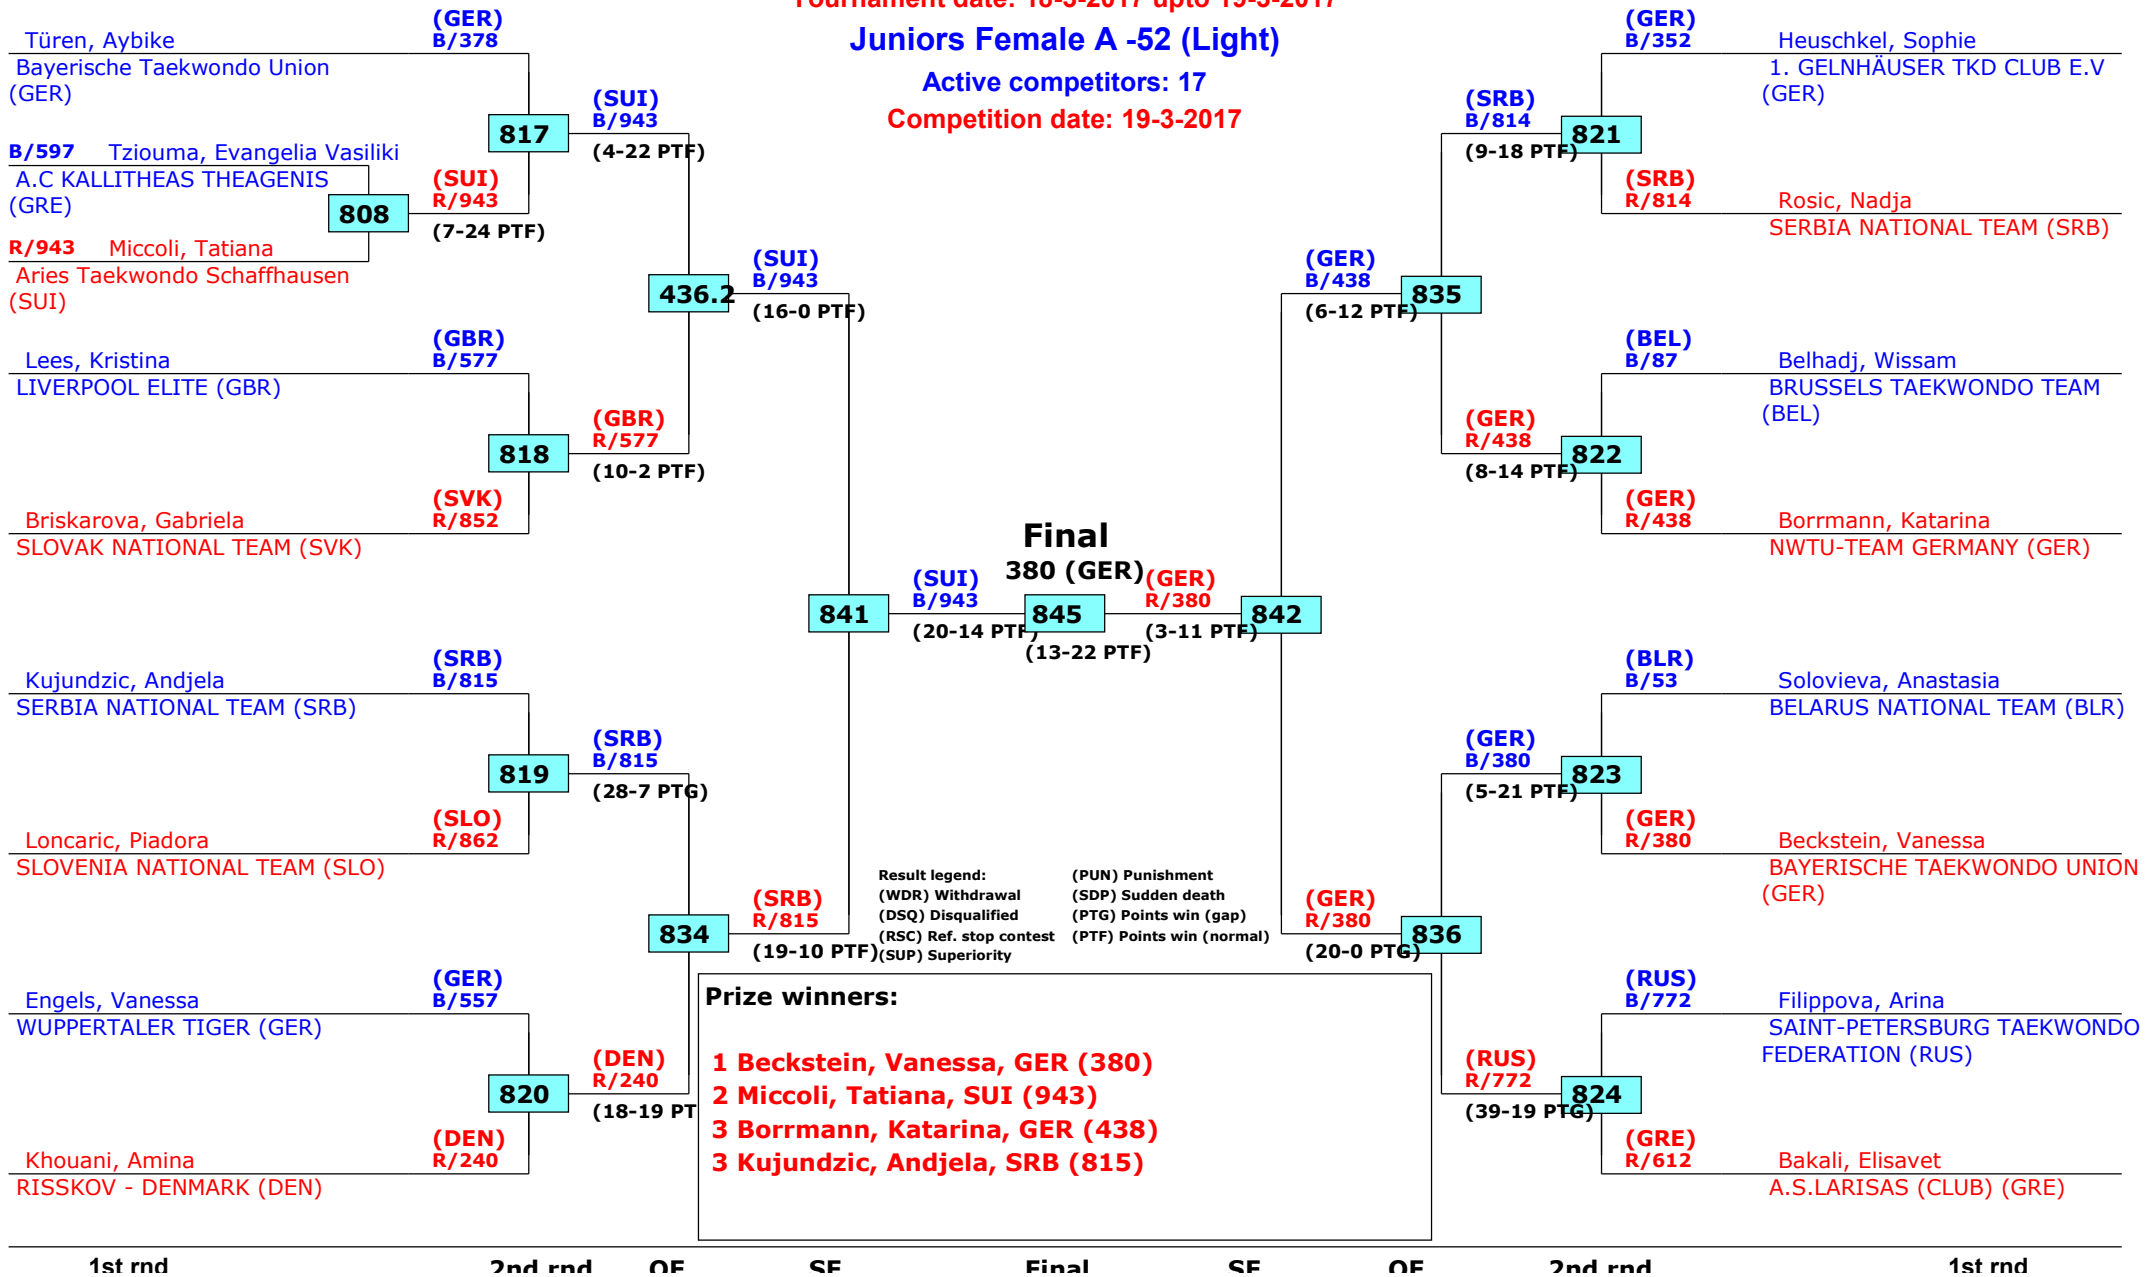 Tournament date: 18-3-2017 upto 19-3-2017
Juniors Female A -52 (Light)
Active competitors: 17
Competition date: 19-3-2017
(GER)
B/378
Türen, Aybike
Bayerische Taekwondo Union
(GER)
817
(SUI)
B/943
(4-22 PTF)
B/597 Tziouma, Evangelia Vasiliki
A.C KALLITHEAS THEAGENIS
(GRE)
808
(SUI)
R/943
(7-24 PTF)
R/943 Miccoli, Tatiana
Aries Taekwondo Schaffhausen
(SUI)
436.2
(SUI)
B/943
(16-0 PTF)
(GBR)
B/577
Lees, Kristina
LIVERPOOL ELITE (GBR)
818
(GBR)
R/577
(10-2 PTF)
(SVK)
R/852
Briskarova, Gabriela
SLOVAK NATIONAL TEAM (SVK)
841
(SUI)
B/943
(20-14 PTF)
(SRB)
B/815
Kujundzic, Andjela
SERBIA NATIONAL TEAM (SRB)
819
(SRB)
B/815
(28-7 PTG)
(SLO)
R/862
Loncaric, Piadora
SLOVENIA NATIONAL TEAM (SLO)
834
(SRB)
R/815
(19-10 PTF)
(GER)
B/557
Engels, Vanessa
WUPPERTALER TIGER (GER)
820
(DEN)
R/240
(18-19 PT
(DEN)
R/240
Khouani, Amina
RISSKOV - DENMARK (DEN)
Final
380 (GER)
845
(13-22 PTF)
(GER)
R/380
(3-11 PTF)
842
(GER)
B/352
Heuschkel, Sophie
1. GELNHÄUSER TKD CLUB E.V
(GER)
(SRB)
B/814
(9-18 PTF)
821
(SRB)
R/814
Rosic, Nadja
SERBIA NATIONAL TEAM (SRB)
(GER)
B/438
(6-12 PTF)
835
(BEL)
B/87
Belhadj, Wissam
BRUSSELS TAEKWONDO TEAM
(BEL)
(GER)
R/438
(8-14 PTF)
822
(GER)
R/438
Borrmann, Katarina
NWTU-TEAM GERMANY (GER)
(BLR)
B/53
Solovieva, Anastasia
BELARUS NATIONAL TEAM (BLR)
(GER)
B/380
(5-21 PTF)
823
(GER)
R/380
Beckstein, Vanessa
BAYERISCHE TAEKWONDO UNION
(GER)
(GER)
R/380
(20-0 PTG)
836
(RUS)
B/772
Filippova, Arina
SAINT-PETERSBURG TAEKWONDO
FEDERATION (RUS)
(RUS)
R/772
(39-19 PTG)
824
(GRE)
R/612
Bakali, Elisavet
A.S.LARISAS (CLUB) (GRE)
Result legend: (PUN) Punishment
(WDR) Withdrawal (SDP) Sudden death
(DSQ) Disqualified (PTG) Points win (gap)
(RSC) Ref. stop contest (PTF) Points win (normal)
(SUP) Superiority
Prize winners:
1 Beckstein, Vanessa, GER (380)
2 Miccoli, Tatiana, SUI (943)
3 Borrmann, Katarina, GER (438)
3 Kujundzic, Andjela, SRB (815)
1st rnd 2nd rnd QF SF Final SF QF 2nd rnd 1st rnd